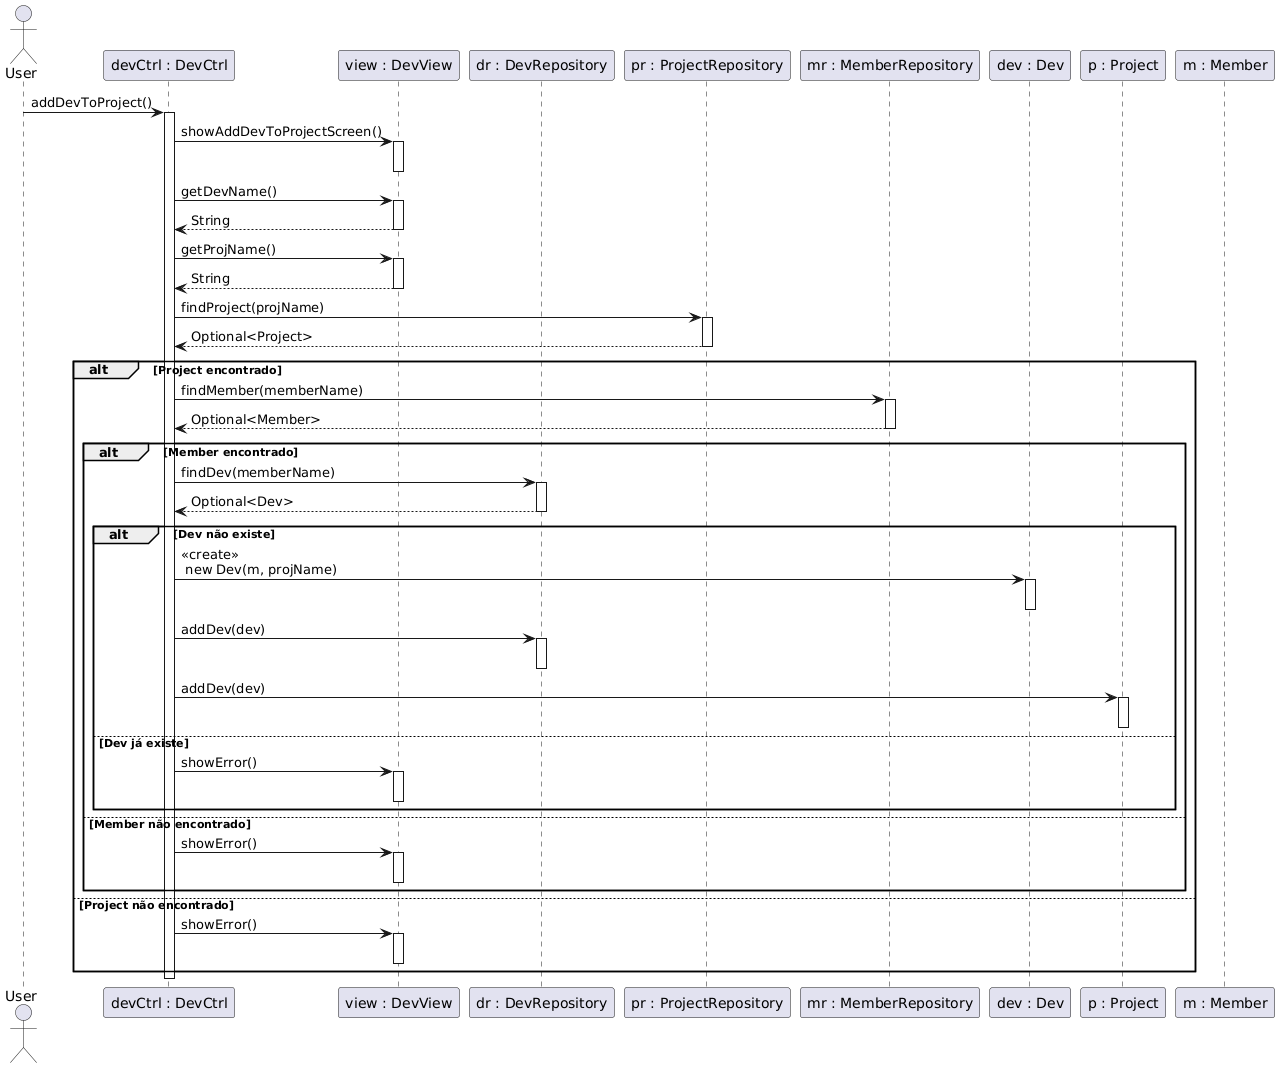 User
devCtrl : DevCtrl
view : DevView
dr : DevRepository
pr : ProjectRepository
mr : MemberRepository
dev : Dev
p : Project
m : Member
addDevToProject()
showAddDevToProjectScreen()
getDevName()
String
getProjName()
String
findProject(projName)
Optional<Project>
alt [Project encontrado]
findMember(memberName)
Optional<Member>
alt [Member encontrado]
findDev(memberName)
Optional<Dev>
alt [Dev não existe]
«create»
new Dev(m, projName)
addDev(dev)
addDev(dev)
[Dev já existe]
showError()
[Member não encontrado]
showError()
[Project não encontrado]
showError()
User
devCtrl : DevCtrl
view : DevView
dr : DevRepository
pr : ProjectRepository
mr : MemberRepository
dev : Dev
p : Project
m : Member